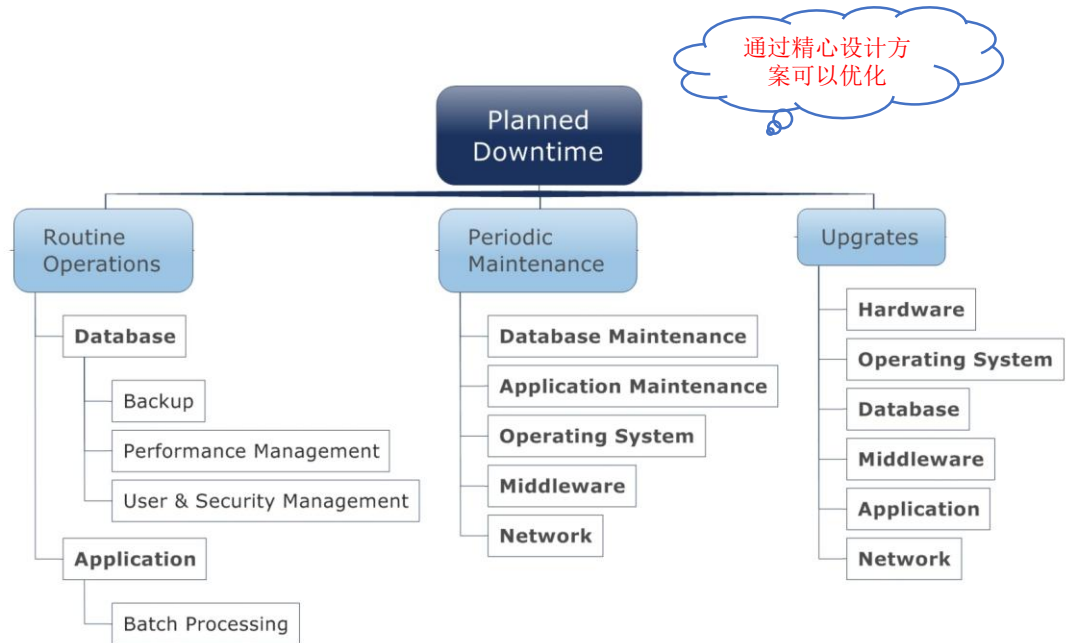 通过精心设计方
案可以优化
Planned
Downtime
Routine
Operations
Database
Backup
Performance Management
User & Security Management
Application
Batch Processing
Periodic
Maintenance
Database Maintenance
Application Maintenance
Operating System
Middleware
Network
Upgrates
Hardware
Operating System
Database
Middleware
Application
Network